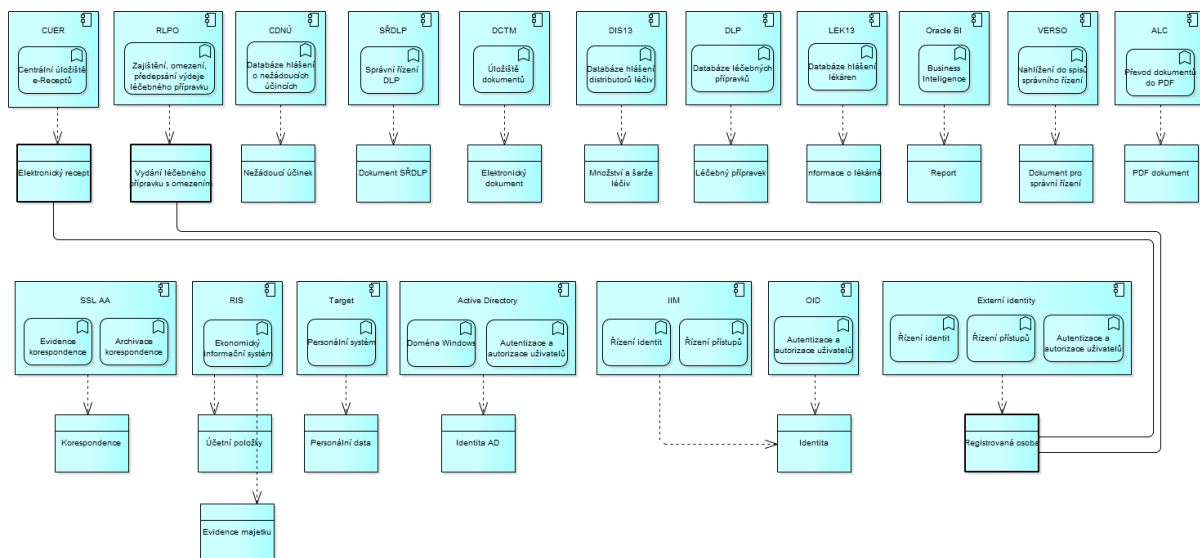 CUER
Centrální úložiště
e-Receptů
RLPO
Zajištění, omezení,
předepsání výdeje
léčebného přípravku
CDNÚ
Databáze hlášení
o nežádoucích
účinoích
SŘDLP
Správní řízení
DLP
DCTM
Úložiště
dokumentů
DIS13
Databáze hlášení
distributorů léčiv
DLP
Databáze léčebných
přípravků
LEK13
Databáze hlášení
lékáren
Oracle BI
Business
Inteligence
VERSO
Nahlížení do spisů
správního řízení
ALC
Převod dokumentů
do PDF
Elektronický recept
Vydání léčebného
přípravku s omezením
Nežádoucí účinek
Dokument SŘDLP
Elektronický
dokument
Množství a šarže
léčiv
Léčebný přípravek
Informace o lékárně
Report
Dokument pro
správní řízení
PDF dokument
SSL AA
Evidence
korespondence
Archivace
korespondence
RIS
Ekonomický
informační systém
Target
Personální systém
Active Directory
Doména Windows
Autentizace a
autorizace uživatelů
IIM
Řízení identit
Řízení přístupů
OID
Autentizace a
autorizace uživatelů
Externí identity
Řízení identit
Řízení přístupů
Autentizace a
autorizace uživatelů
Korespondence
Účetní položky
Personální data
Identita AD
Identita
Registrovaná osoba
Evidence majetku